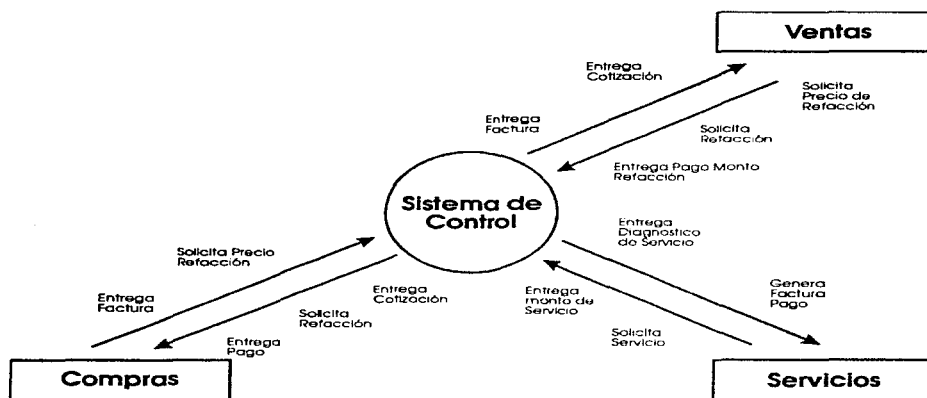 Ventas
Entrega
Cotización
Solicita
Precio de
Refacción
Entrega
Factura
Solicita
Refacción
Entrega Pago Monto
Refacción
Sistema de
Control
Entrega
Diagnóstico
de Servicio
Solicita Precio
Refacción
Entrega
Cotización
Entrega
monto de
Servicio
Genera
Factura
Pago
Entrega
Factura
Solicita
Refacción
Solicita
Servicio
Entrega
Pago
Compras
Servicios